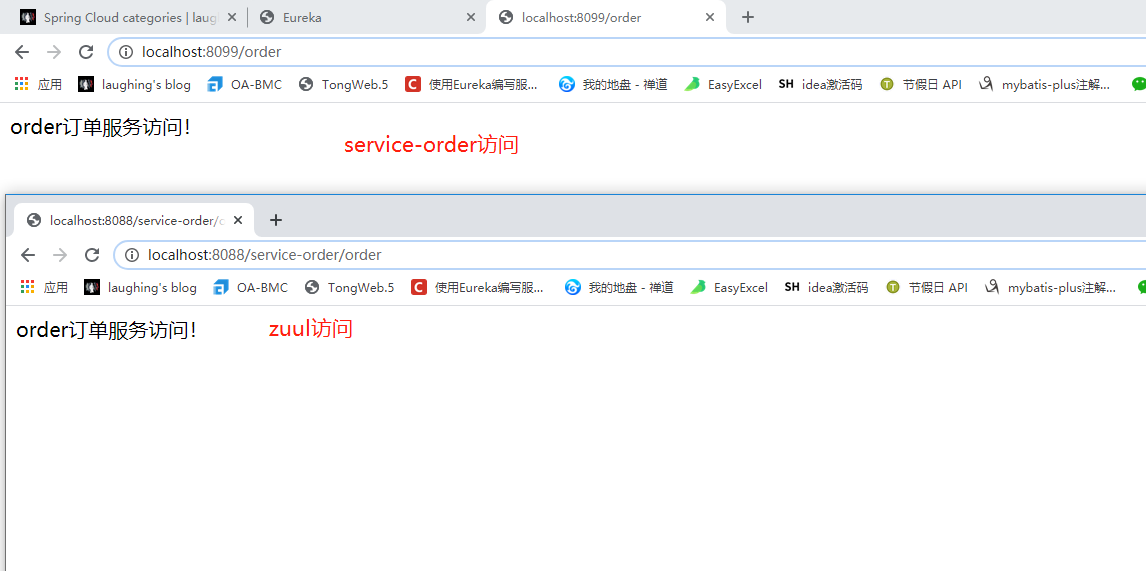 Spring Cloud categories | laugh
Eureka
localhost:8099/order
localhost:8099/order
应用
laughing's blog
OA-BMC
TongWeb.5
使用Eureka编写服...
我的地盘 - 禅道
EasyExcel
SH idea激活码
节假日 API
mybatis-plus注解...
order订单服务访问！
service-order访问
localhost:8088/service-order/o
localhost:8088/service-order/order
应用
laughing's blog
OA-BMC
TongWeb.5
使用Eureka编写服...
我的地盘 - 禅道
EasyExcel
SH idea激活码
节假日 API
mybatis-plus注解...
order订单服务访问！
zuul访问